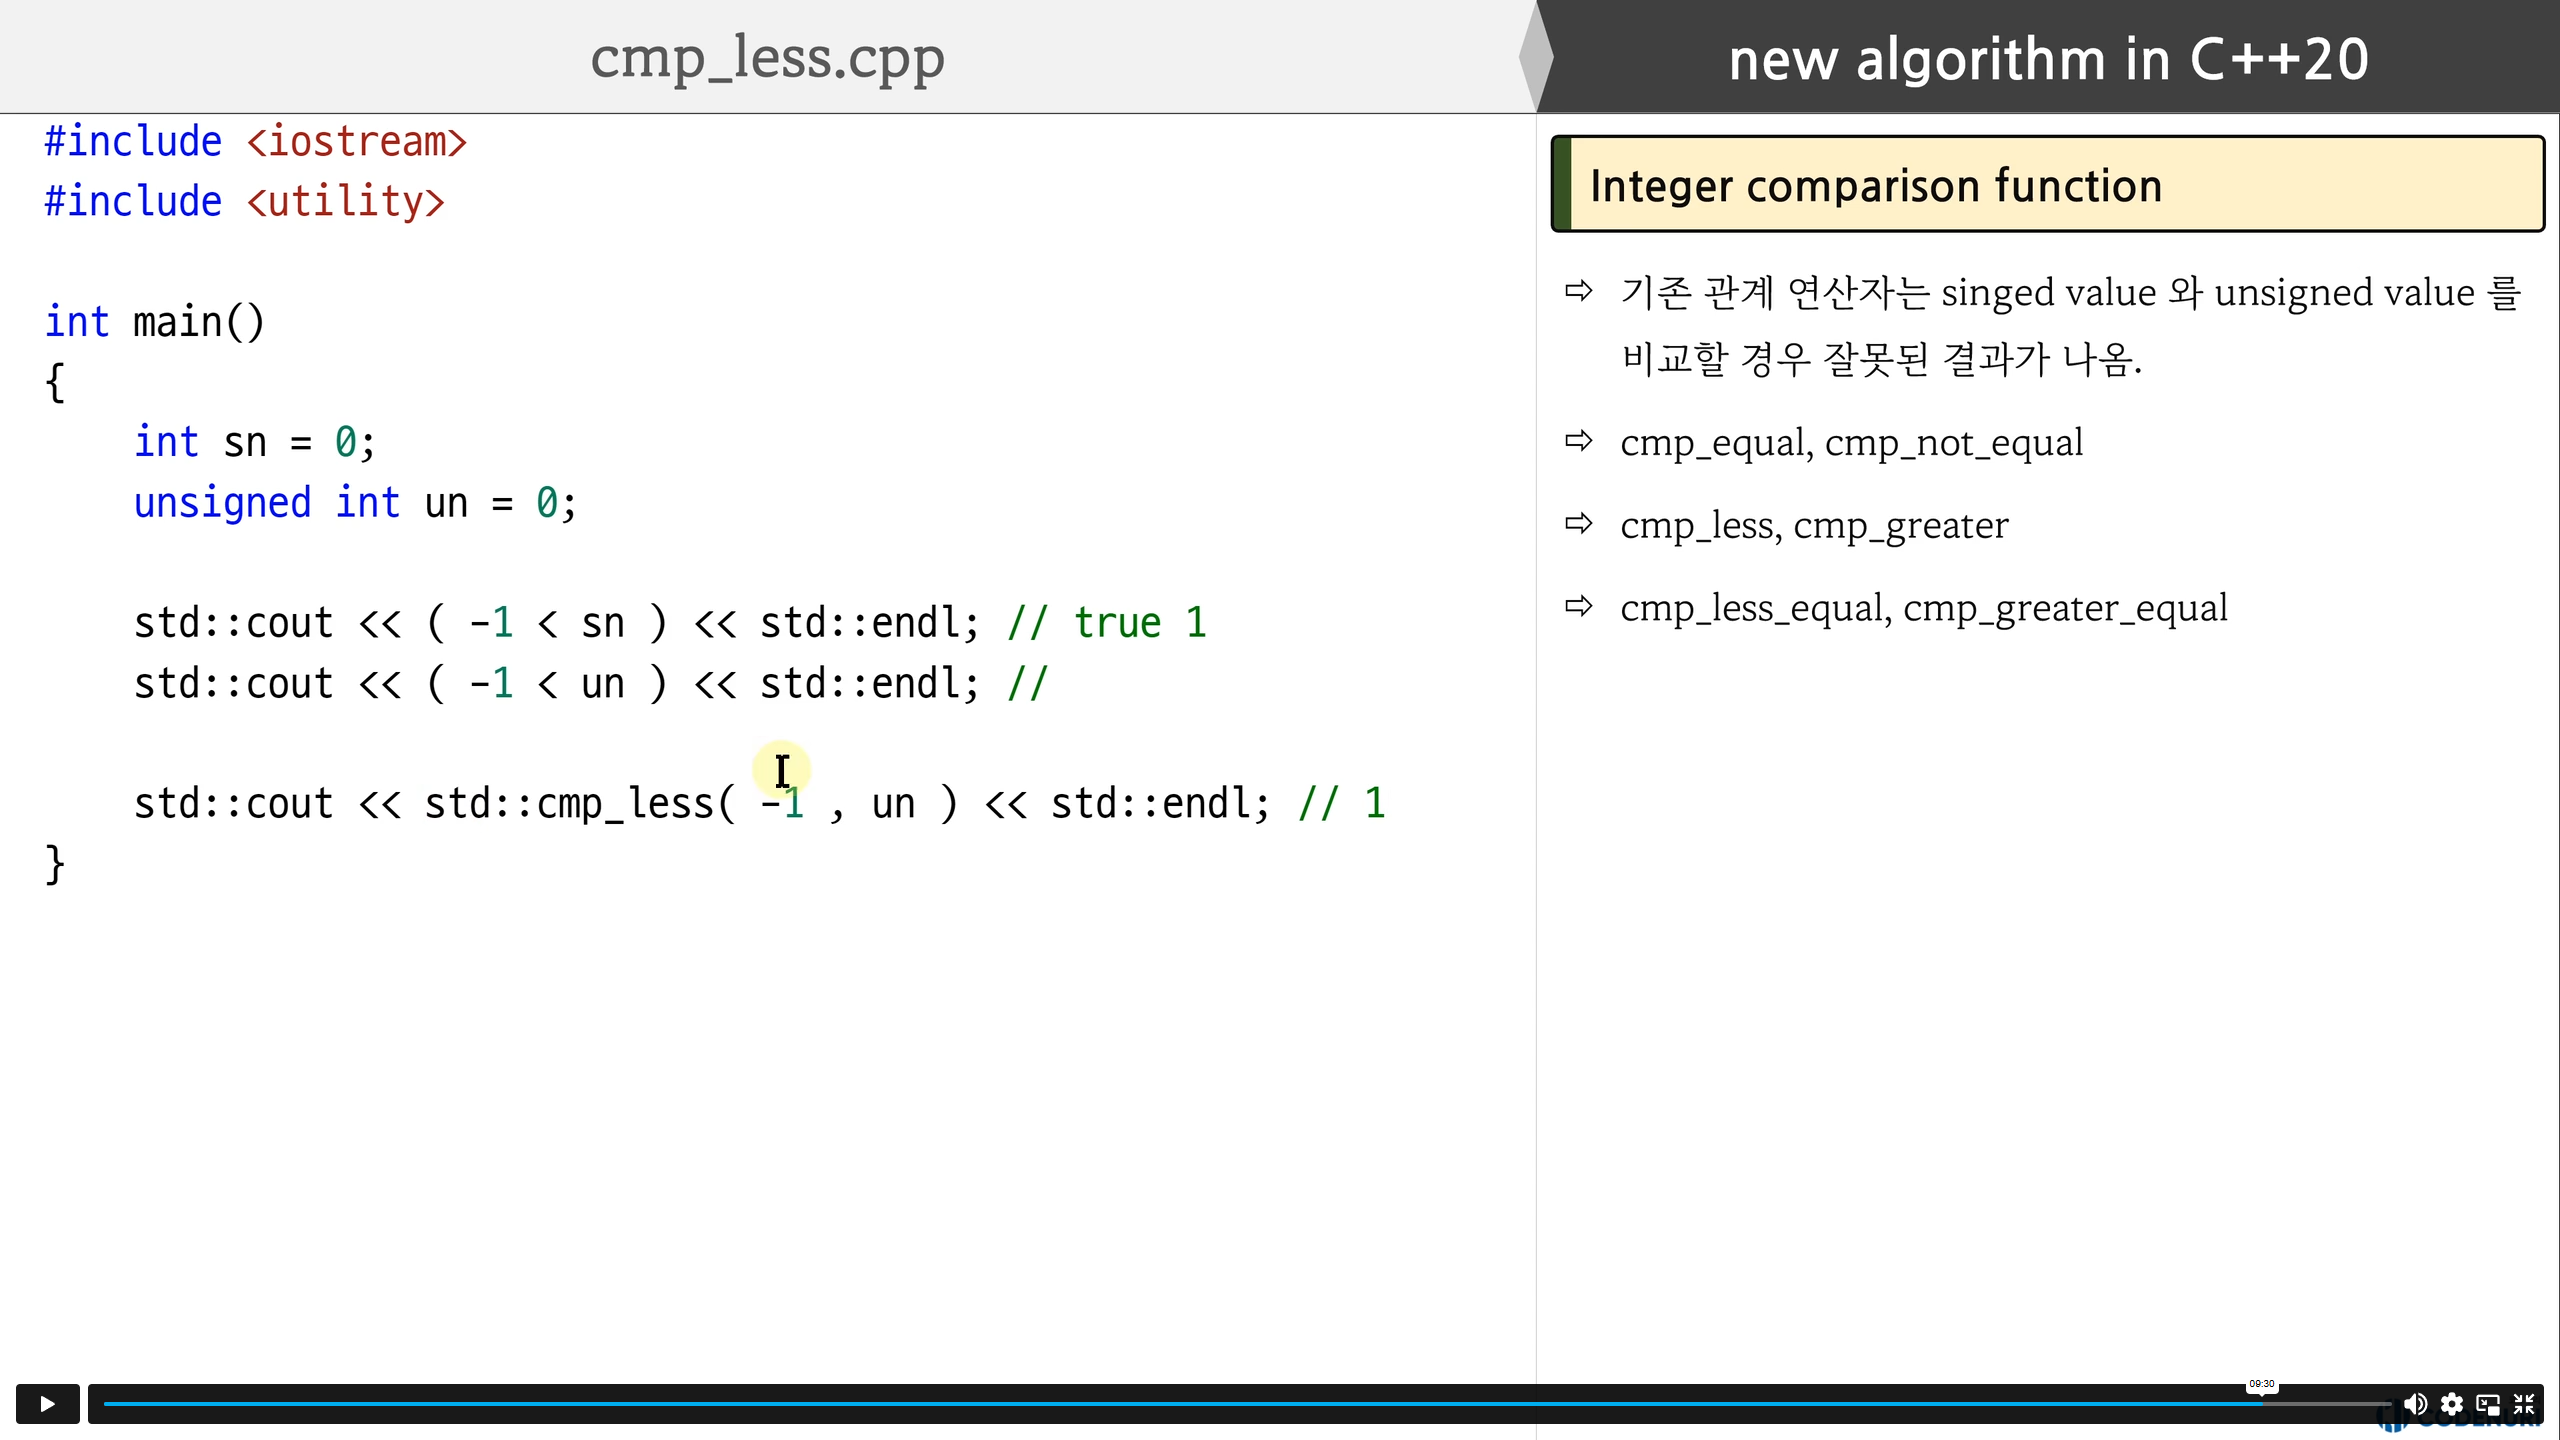 cmp_less.cpp
new algorithm in C++20
#include <iostream>
#include <utility>
int main()
{
int sn = 0;
unsigned int un = 0;
std::cout << ( -1 < sn ) << std::endl; // true 1
std::cout << ( -1 < un ) << std::endl; //
std::cout << std::cmp_less( -1 , un ) << std::endl; // 1
}
Integer comparison function
⇨ 기존 관계 연산자는 singed value 와 unsigned value 를
비교할 경우 잘못된 결과가 나옴.
⇨ cmp_equal, cmp_not_equal
⇨ cmp_less, cmp_greater
⇨ cmp_less_equal, cmp_greater_equal
09:30